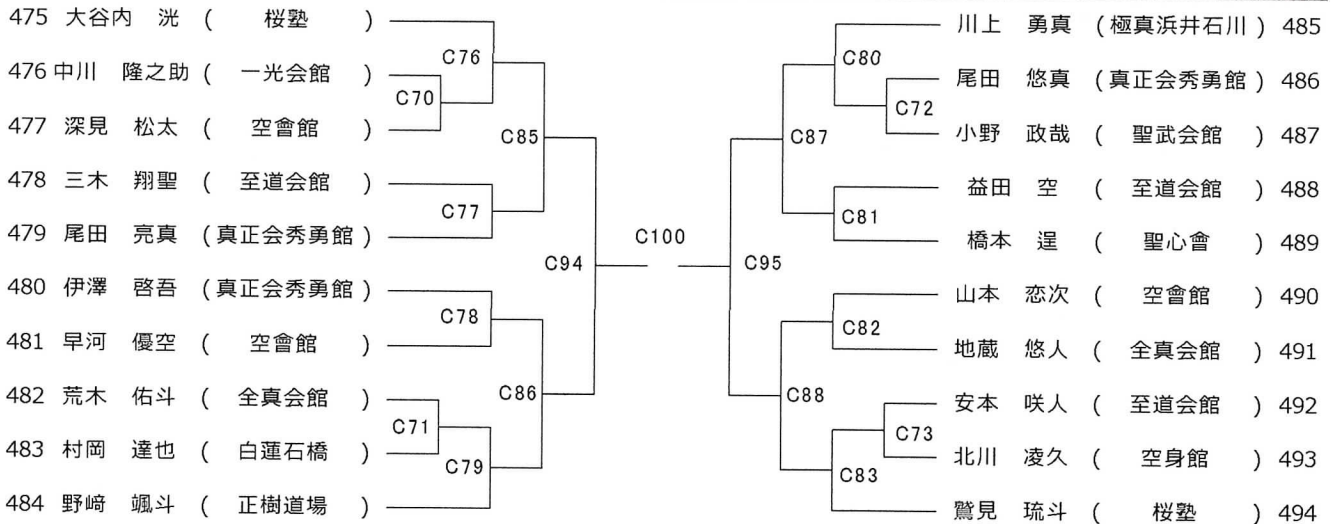 475 大谷内 洸 ( 桜塾 )
476 中川 隆之助 ( 一光会館 )
477 深見 松太 ( 空會館 )
478 三木 翔聖 ( 至道会館 )
479 尾田 亮真 (真正会秀勇館)
480 伊澤 啓吾 (真正会秀勇館)
481 早河 優空 ( 空會館 )
482 荒木 佑斗 ( 全真会館 )
483 村岡 達也 ( 白蓮石橋 )
484 野﨑 颯斗 ( 正樹道場 )
C76
C70
C85
C77
C94
C78
C86
C71
C79
C100
C80
C72
C87
C81
C95
C82
C88
C73
C83
川上 勇真 (極真浜井石川) 485
尾田 悠真 (真正会秀勇館) 486
小野 政哉 ( 聖武会館 ) 487
益田 空 ( 至道会館 ) 488
橋本 逞 ( 聖心會 ) 489
山本 恋次 ( 空會館 ) 490
地蔵 悠人 ( 全真会館 ) 491
安本 咲人 ( 至道会館 ) 492
北川 凌久 ( 空身館 ) 493
鷲見 琉斗 ( 桜塾 ) 494